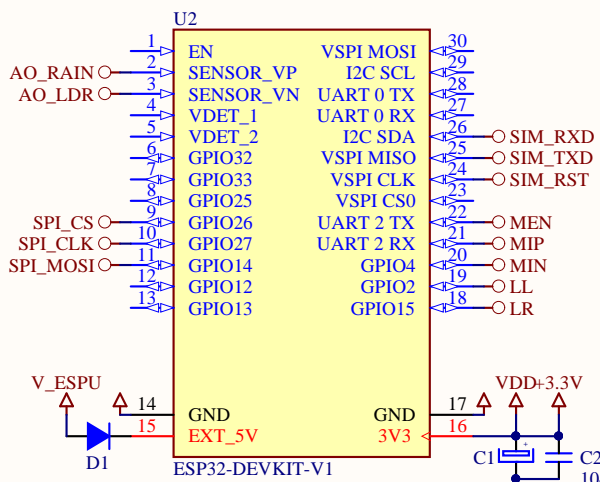 U2
1 EN VSPI MOSI 30
AO_RAIN 2 SENSOR_VP I2C SCL 29
AO_LDR 3 SENSOR_VN UART 0 TX 28
4 VDET_1 UART 0 RX 27
5 VDET_2 I2C SDA 26 SIM_RXD
6 GPIO32 VSPI MISO 25 SIM_TXD
7 GPIO33 VSPI CLK 24 SIM_RST
8 GPIO25 VSPI CS0 23
SPI_CS 9 GPIO26 UART 2 TX 22 MEN
SPI_CLK 10 GPIO27 UART 2 RX 21 MIP
SPI_MOSI 11 GPIO14 GPIO4 20 MIN
12 GPIO12 GPIO2 19 LL
13 GPIO13 GPIO15 18 LR
V_ESPU VDD +3.3V
14 GND GND 17
15 EXT_5V 3V3 16
D1 C1 C2
ESP32-DEVKIT-V1